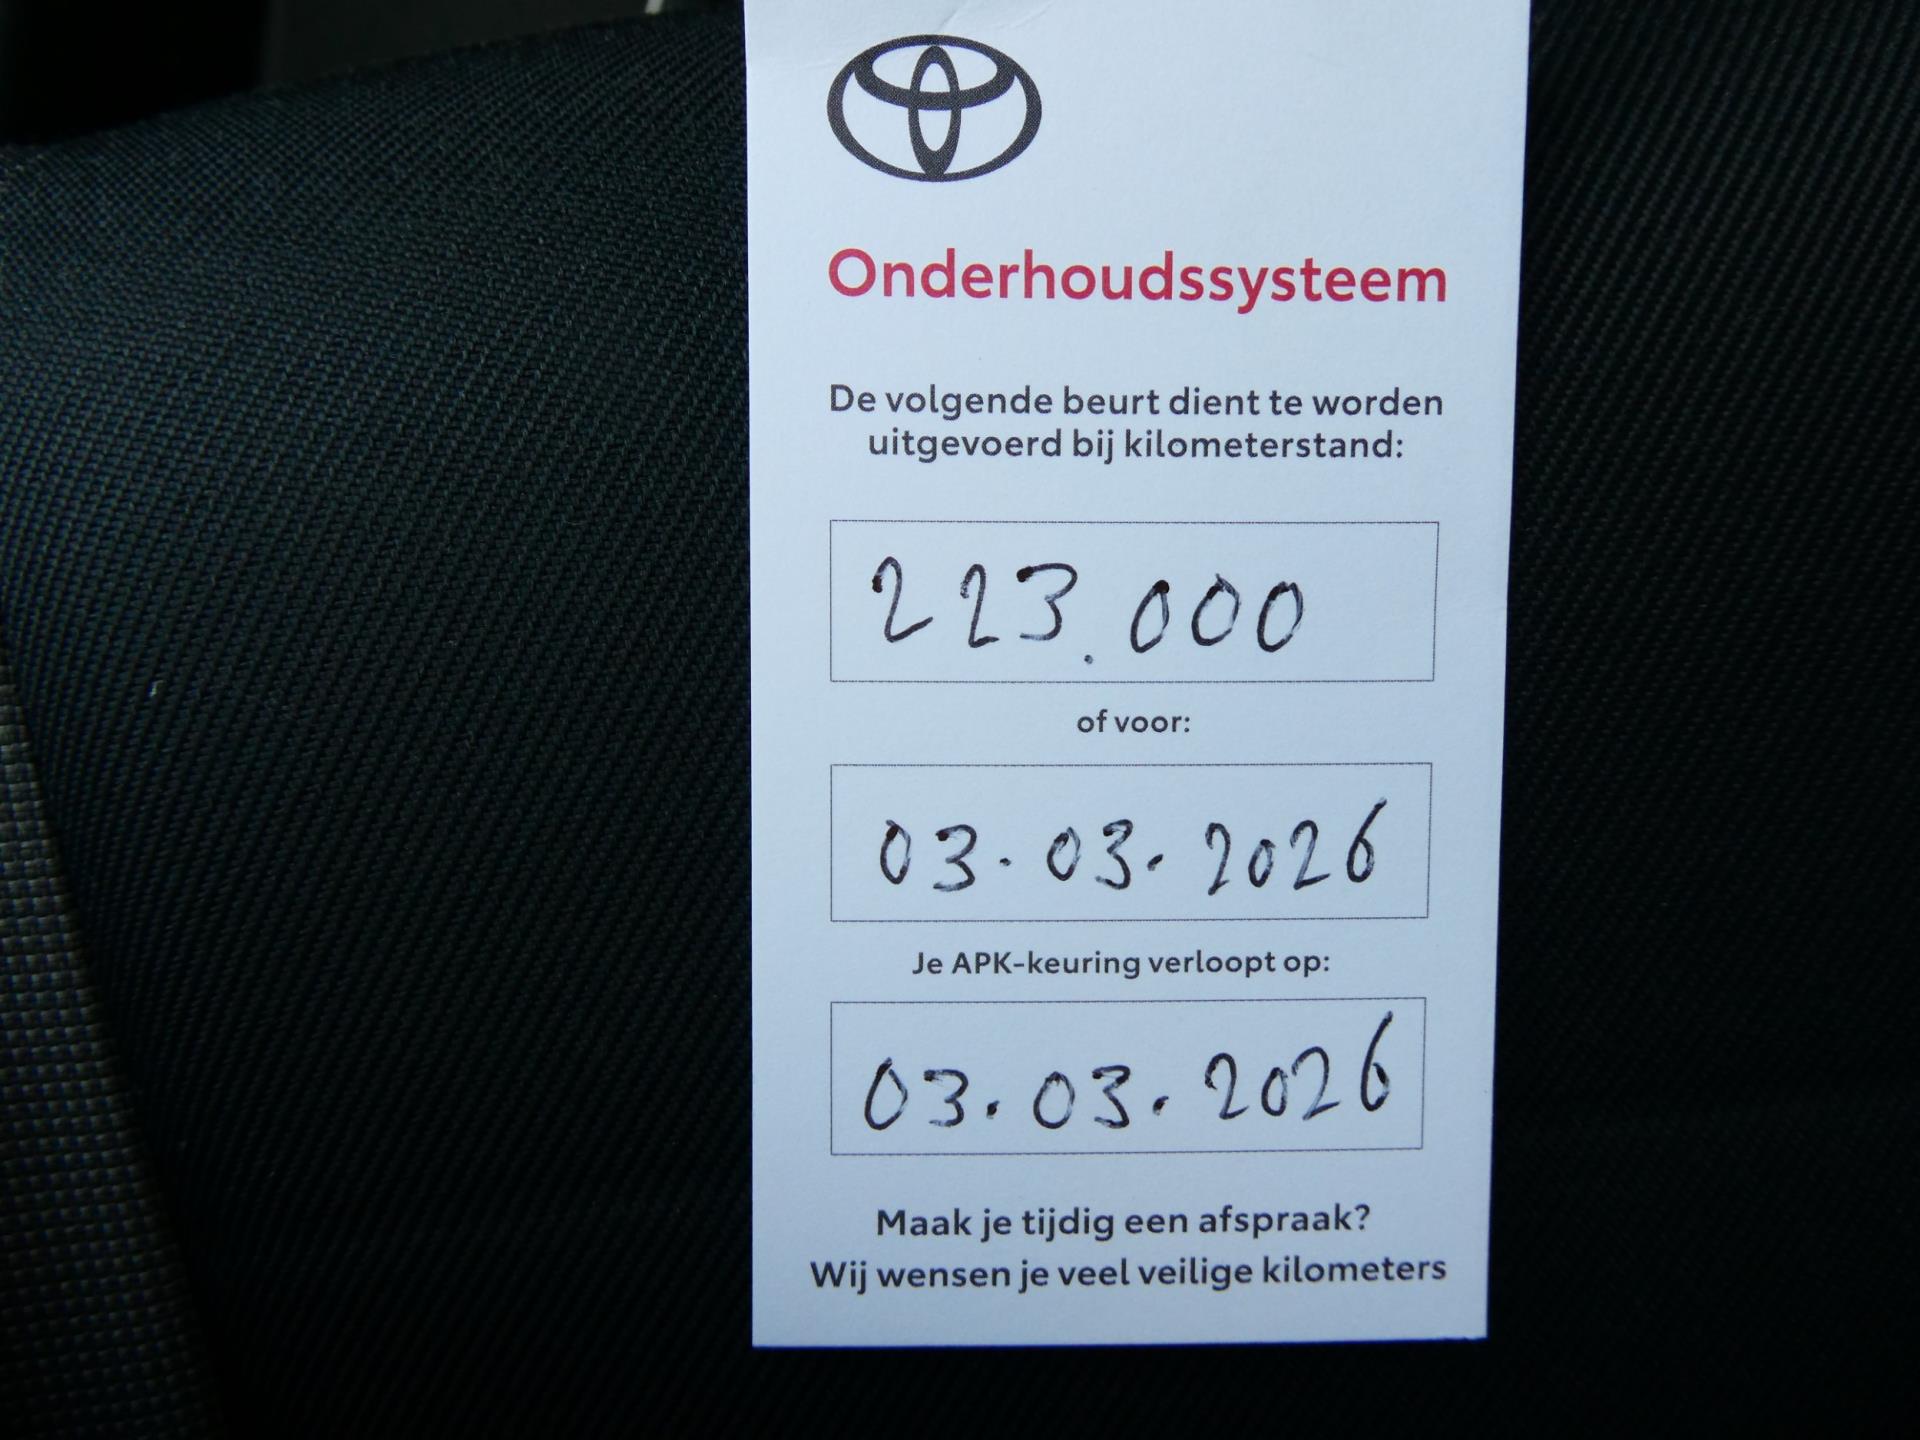 Onderhoudssysteem
De volgende beurt dient te worden
uitgevoerd bij kilometerstand:
223.000
of voor:
03.03.2026
Je APK-keuring verloopt op:
03.03.2026
Maak je tijdig een afspraak?
Wij wensen je veel veilige kilometers